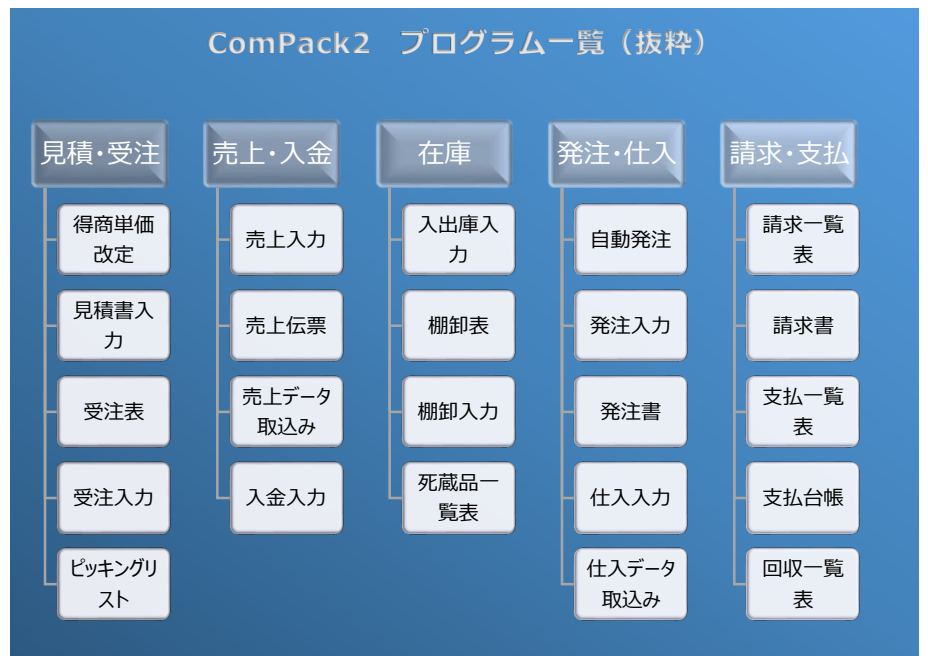 ComPack2 プログラム一覧（抜粋）
見積・受注
得商単価
改定
見積書入
力
受注表
受注入力
ピッキングリ
スト
売上・入金
売上入力
売上伝票
売上データ
取込み
入金入力
在庫
入出庫入
力
棚卸表
棚卸入力
死蔵品一
覧表
発注・仕入
自動発注
発注入力
発注書
仕入入力
仕入データ
取込み
請求・支払
請求一覧
表
請求書
支払一覧
表
支払台帳
回収一覧
表